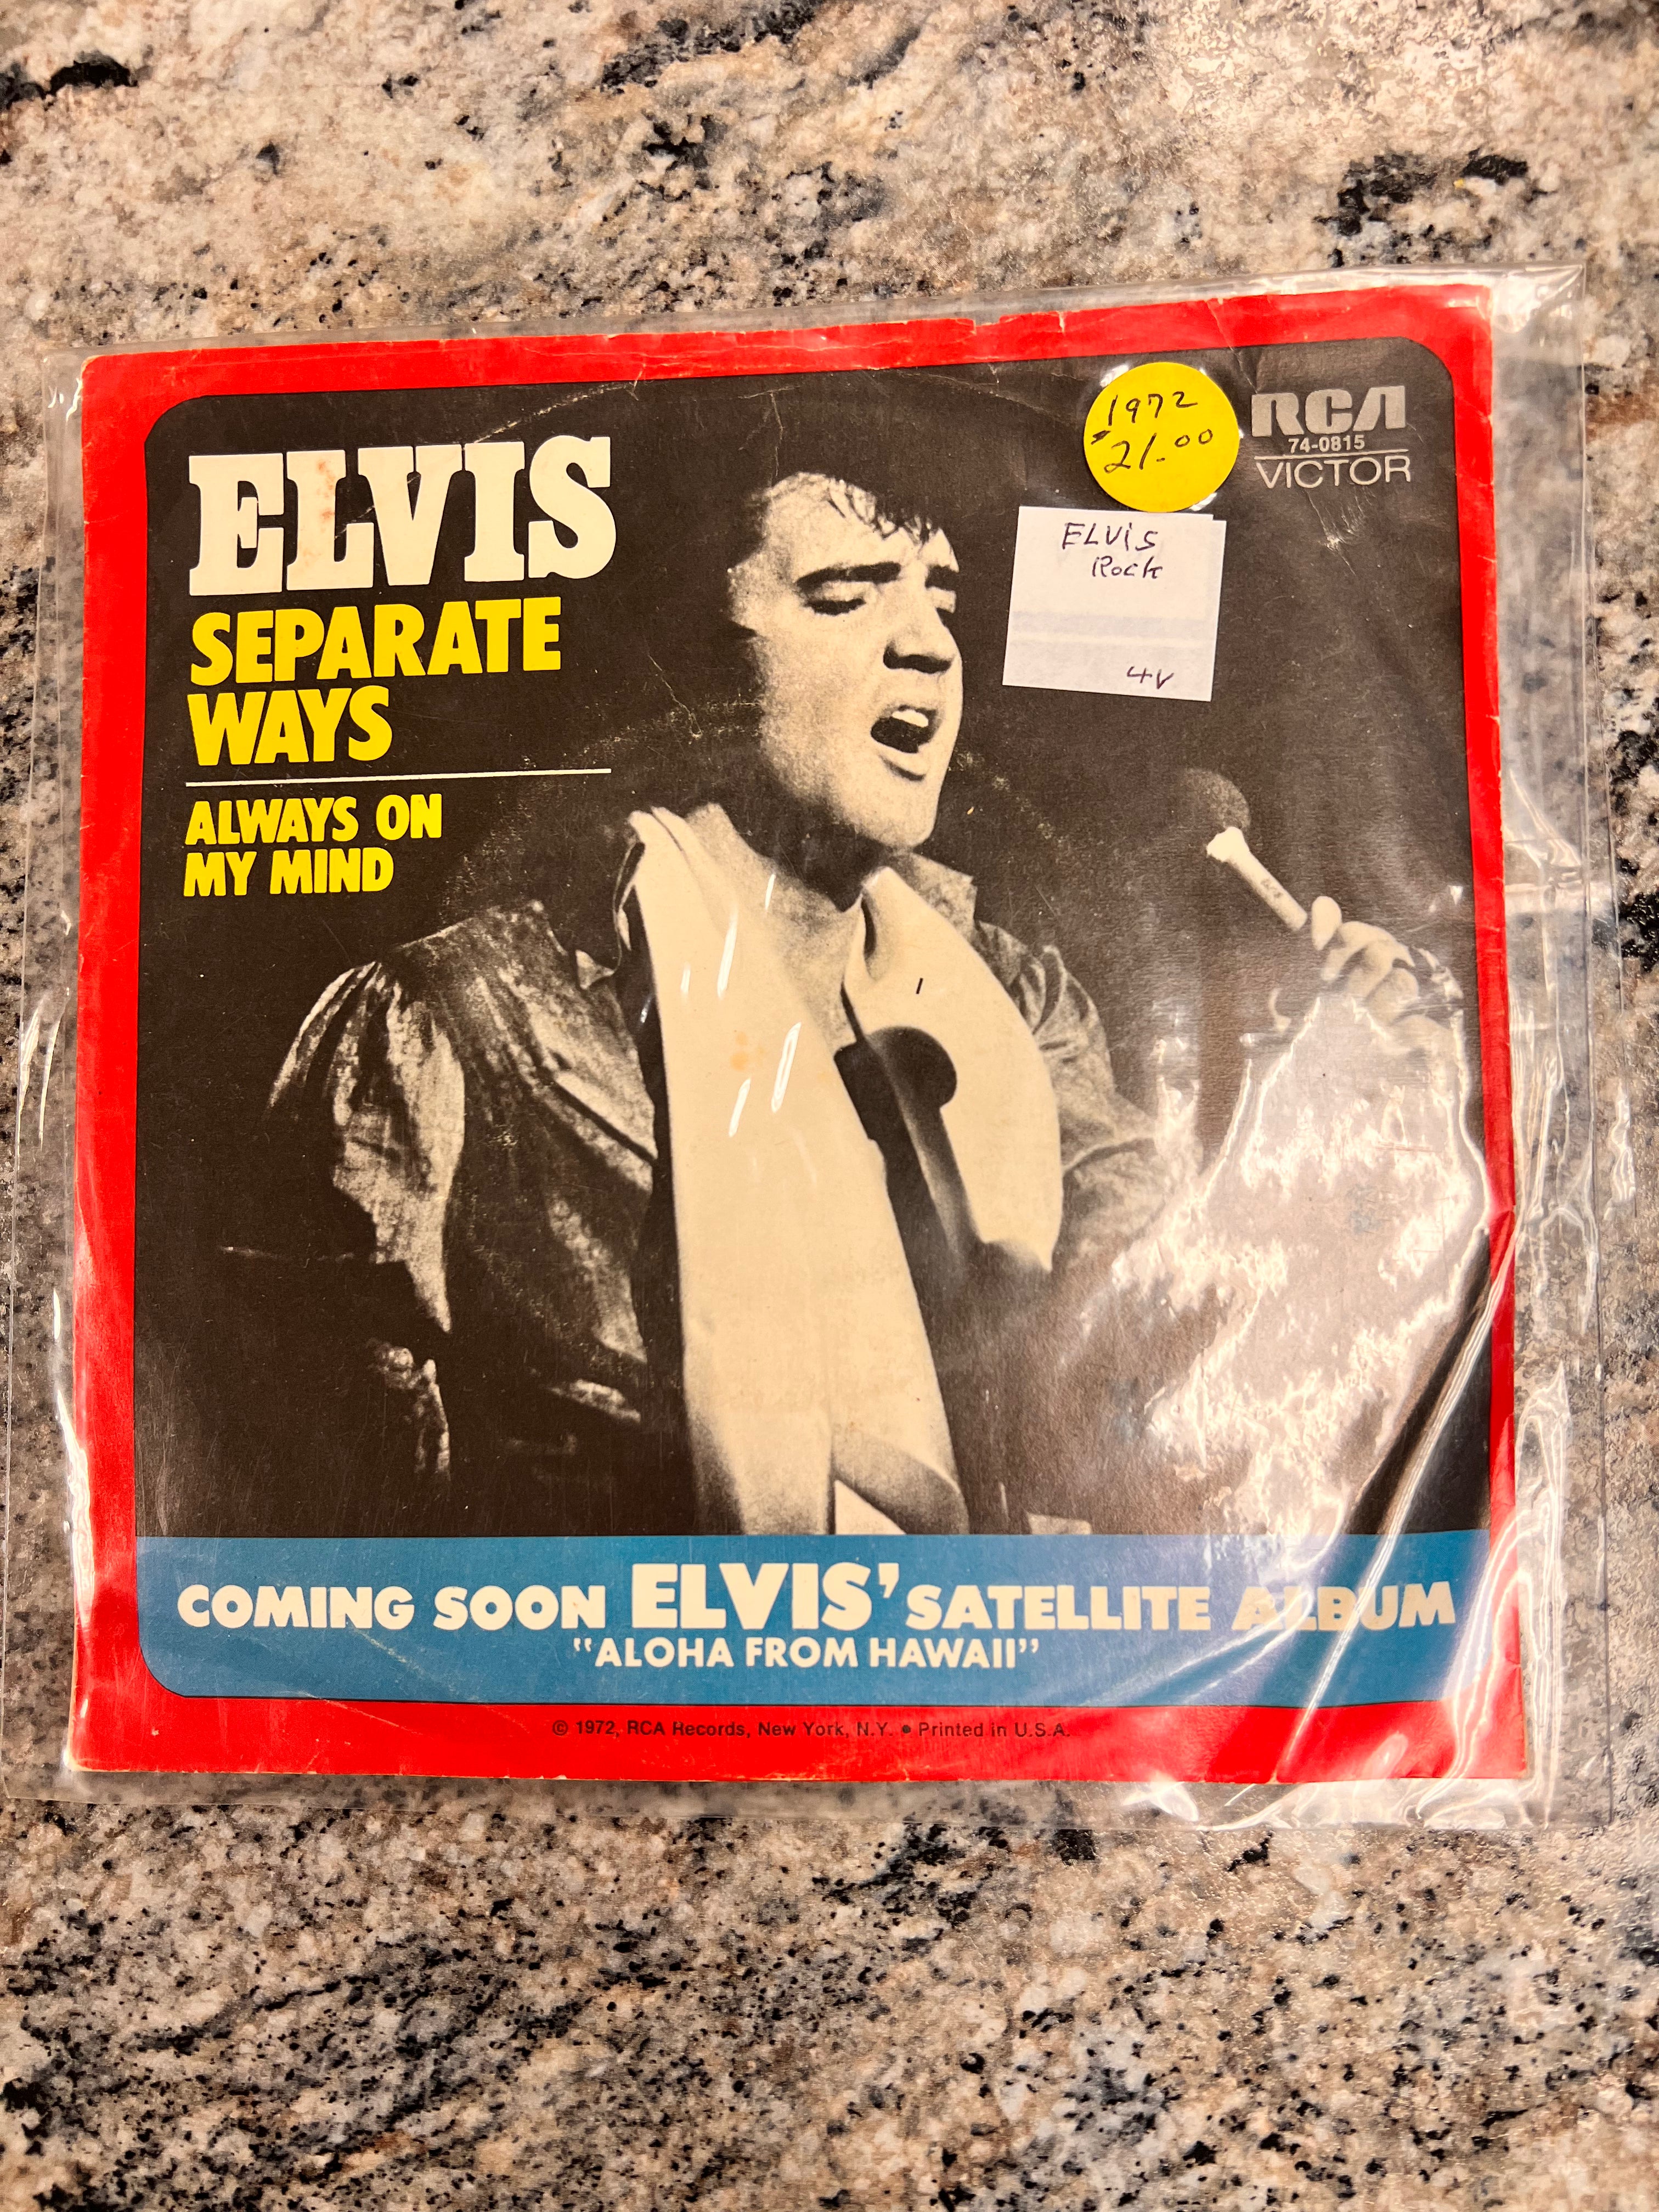 ELVIS
SEPARATE
WAYS
ALWAYS ON
MY MIND
1972
$21.00
RCA
74-0815
VICTOR
ELViS
Rock
4V
COMING SOON ELVIS' SATELLITE ALBUM
"ALOHA FROM HAWAII"
© 1972, RCA Records, New York, N.Y. ● Printed in U.S.A.